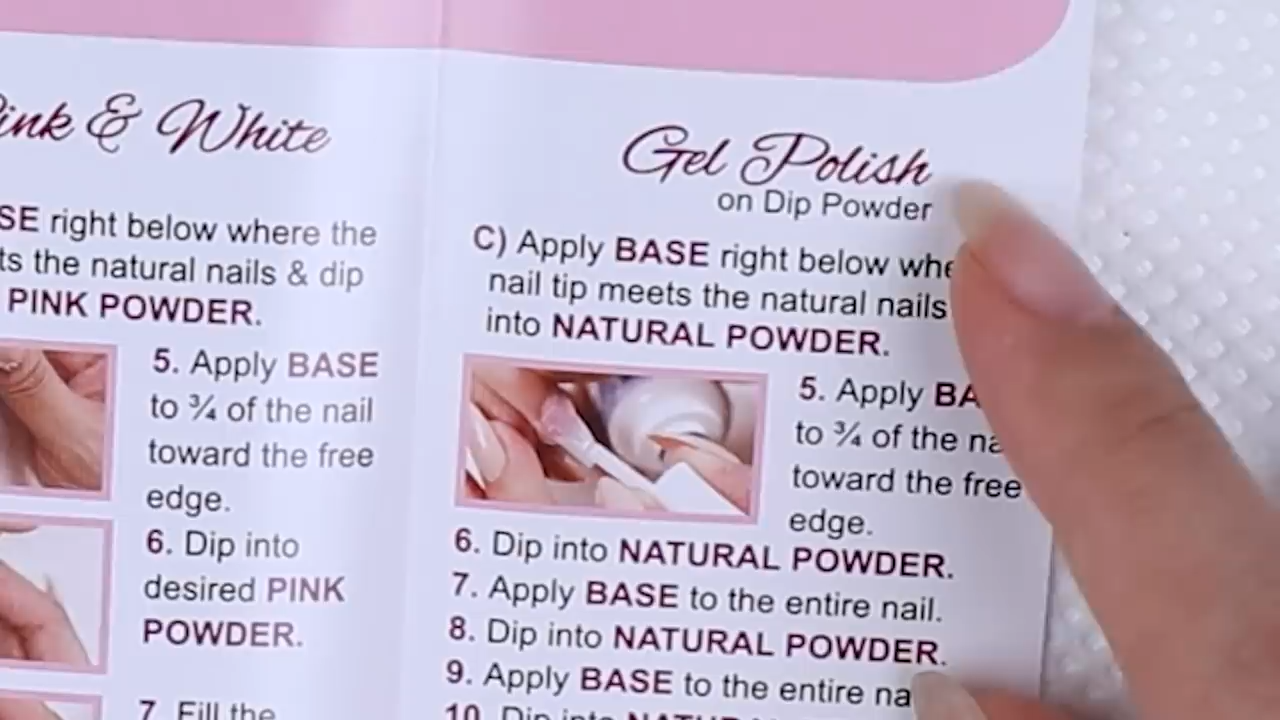 ink & White
SE right below where the
ts the natural nails & dip
PINK POWDER.
5. Apply BASE
to ¾ of the nail
toward the free
edge.
6. Dip into
desired PINK
POWDER.
7. Fill the
Gel Polish
on Dip Powder
C) Apply BASE right below whe
nail tip meets the natural nails
into NATURAL POWDER.
5. Apply BA
to ¾ of the na
toward the free
edge.
6. Dip into NATURAL POWDER.
7. Apply BASE to the entire nail.
8. Dip into NATURAL POWDER.
9. Apply BASE to the entire na
10. Dip into NATURAL